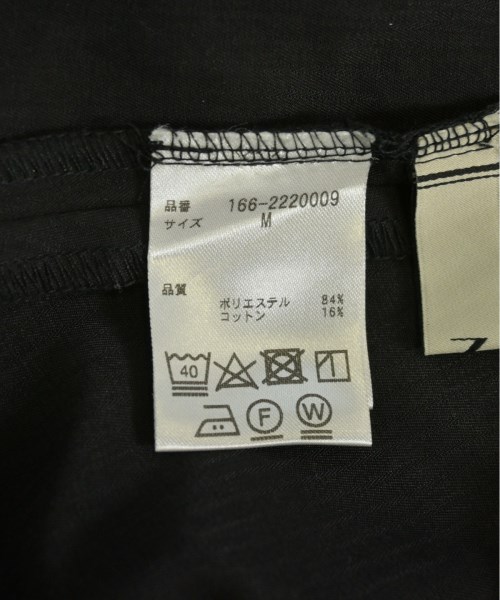 品番 166-2220009
サイズ M
品質
ポリエステル 84%
コットン 16%
40
F W